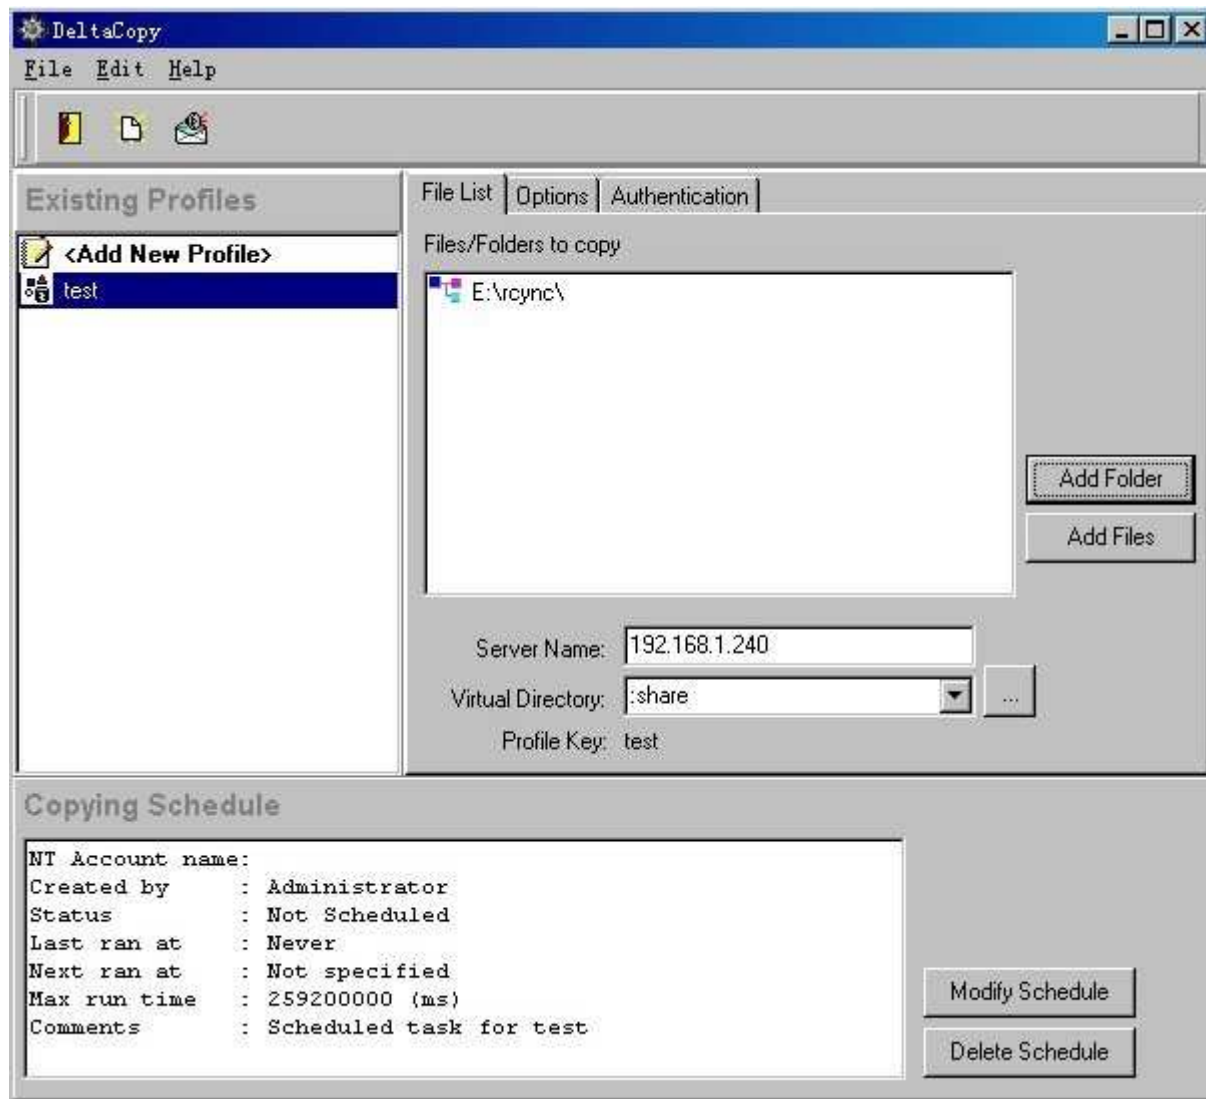 DeltaCopy
File Edit Help
Existing Profiles
<Add New Profile>
test
File List Options Authentication
Files/Folders to copy
E:\rcync\
Add Folder
Add Files
Server Name: 192.168.1.240
Virtual Directory: :share ...
Profile Key: test
Copying Schedule
NT Account name:
Created by : Administrator
Status : Not Scheduled
Last ran at : Never
Next ran at : Not specified
Max run time : 259200000 (ms)
Comments : Scheduled task for test
Modify Schedule
Delete Schedule